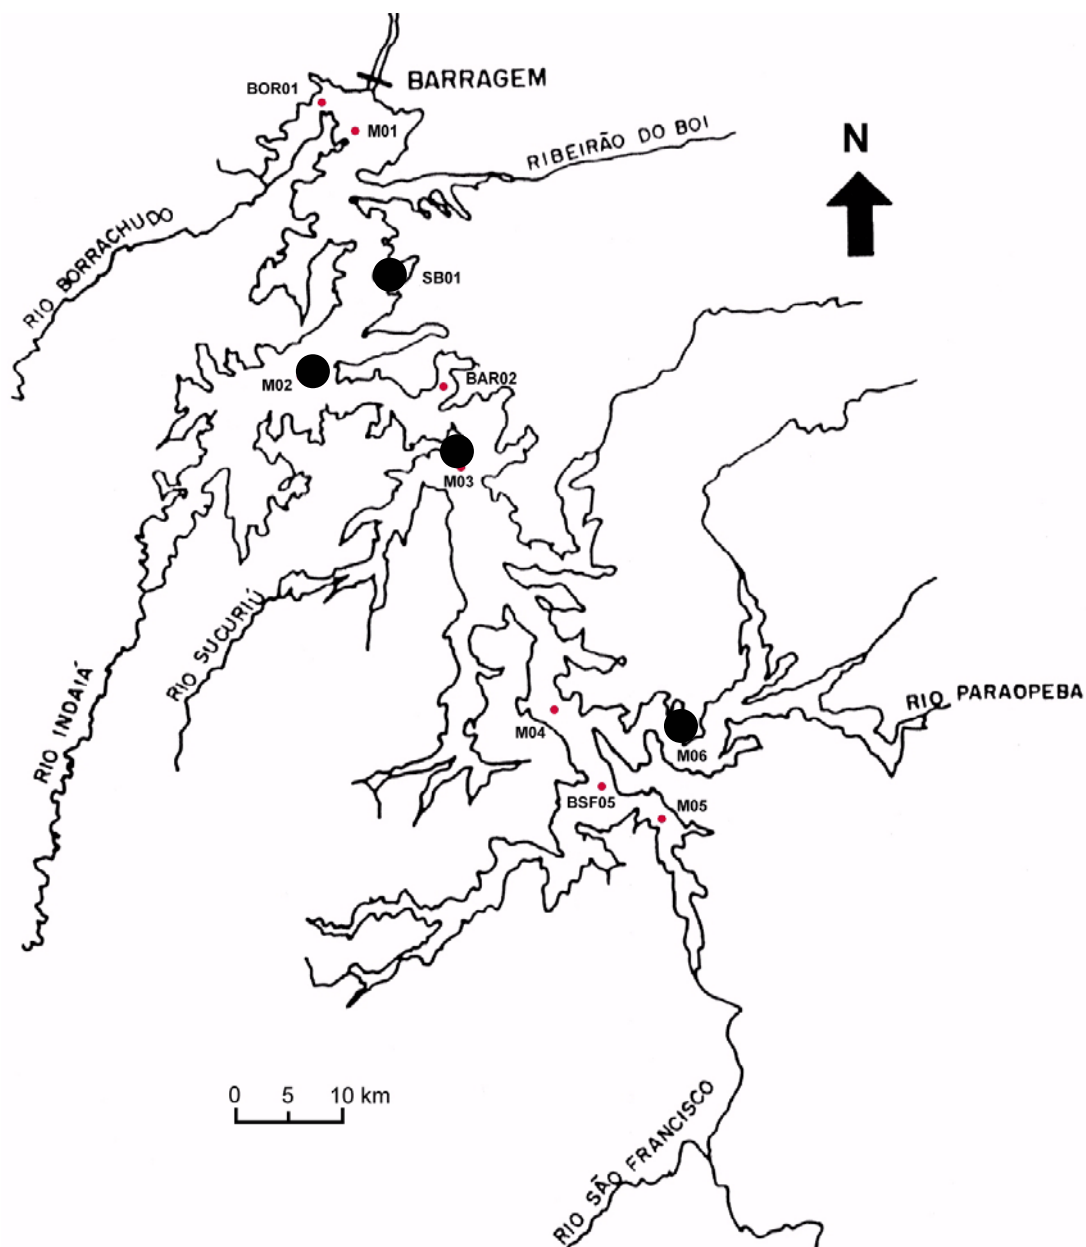 BARRAGEM
BOR01
M01
RIBEIRÃO DO BOI
N
RIO BORRACHUDO
SB01
M02
BAR02
M03
RIO SUCURIÚ
RIO INDAIÁ
RIO PARAOPEBA
M04
M06
BSF05
M05
0 5 10 km
RIO SÃO FRANCISCO